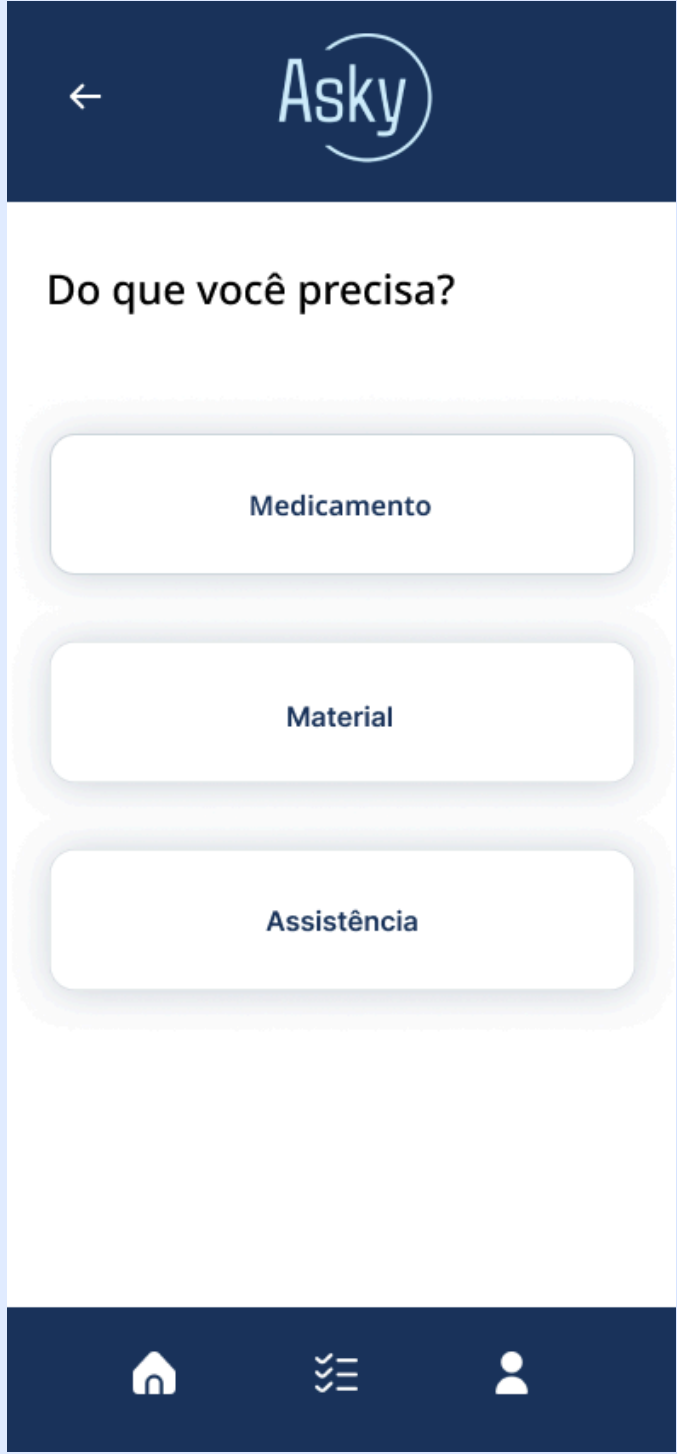 Asky
Do que você precisa?
Medicamento
Material
Assistência